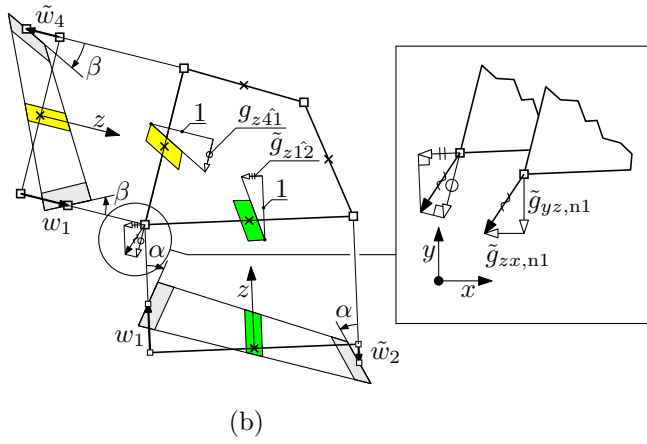 w̃₄
β
z
1
g_{z4̂1}
g̃_{z1̂2}
1
β
w₁
α
z
w₁
α
w̃₂
g̃_{yz,n1}
g̃_{zx,n1}
y
x
(b)